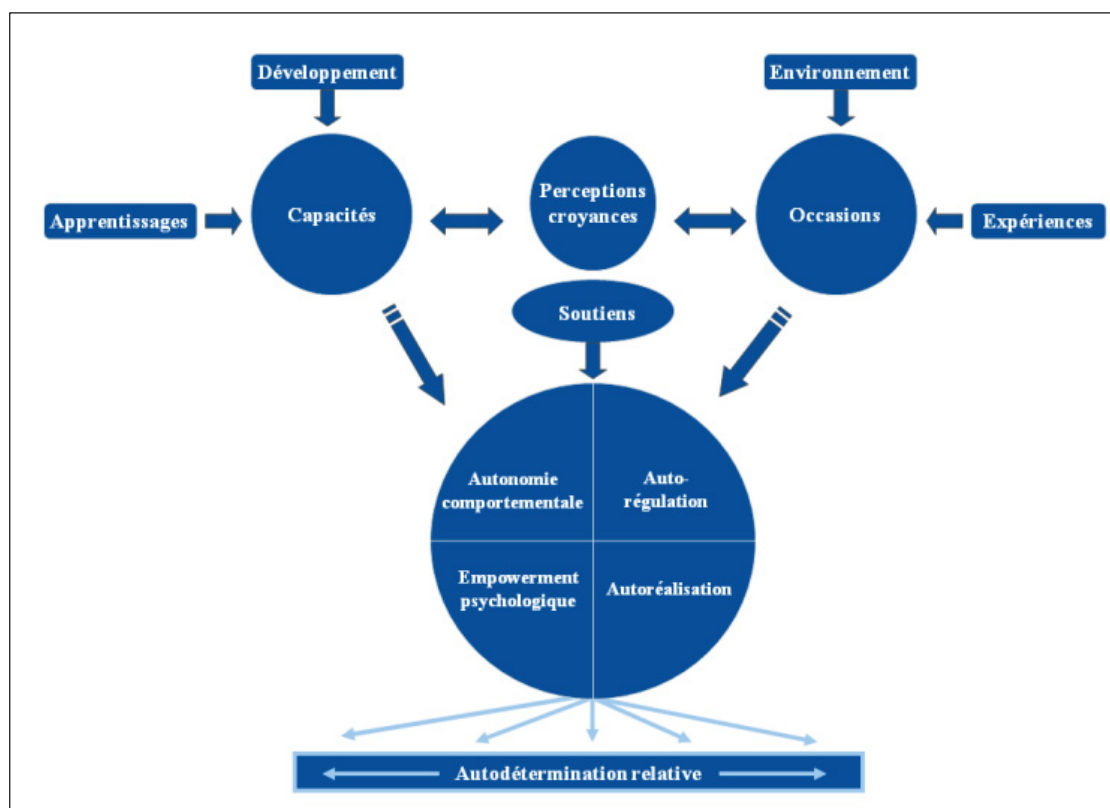 Développement
Environnement
Perceptions
croyances
Apprentissages
Capacités
Occasions
Expériences
Soutiens
Autonomie
comportementale
Auto-
régulation
Empowerment
psychologique
Autoréalisation
Autodétermination relative